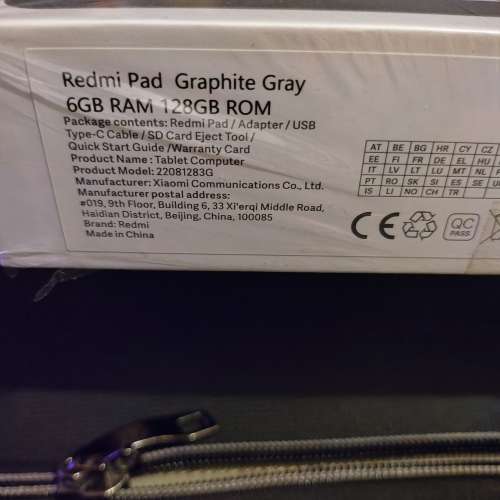 Redmi Pad Graphite Gray
6GB RAM 128GB ROM
Package contents: Redmi Pad / Adapter / USB
Type-C Cable / SD Card Eject Tool /
Quick Start Guide /Warranty Card
Product Name : Tablet Computer
Product Model: 22081283G
Manufacturer: Xiaomi Communications Co., Ltd.
Manufacturer postal address:
#019, 9th Floor, Building 6, 33 Xi'erqi Middle Road,
Haidian District, Beijing, China, 100085
Brand: Redmi
Made in China
AT BE BG HR CY CZ
EE FI FR DE EL HU
IT LV LT LU MT NL
PT RO SK SI ES SE
IS LI NO CH TR
CE
QC
PASS